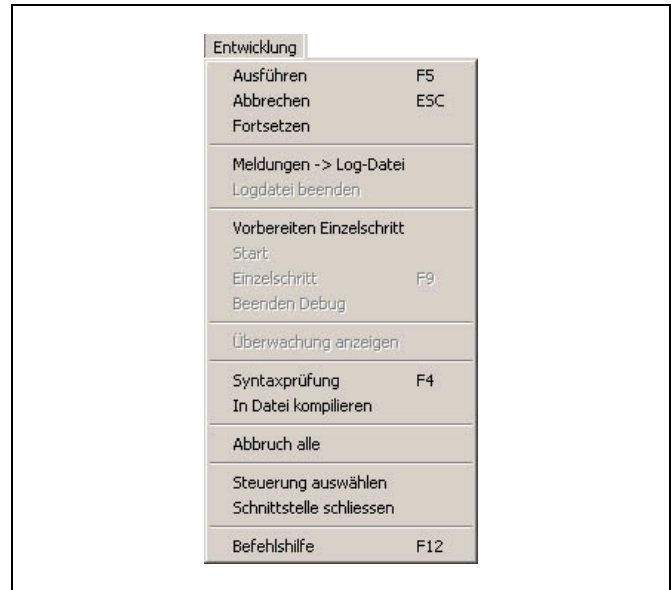 Entwicklung
Ausführen F5
Abbrechen ESC
Fortsetzen
Meldungen -> Log-Datei
Logdatei beenden
Vorbereiten Einzelschritt
Start
Einzelschritt F9
Beenden Debug
Überwachung anzeigen
Syntaxprüfung F4
In Datei kompilieren
Abbruch alle
Steuerung auswählen
Schnittstelle schliessen
Befehlshilfe F12